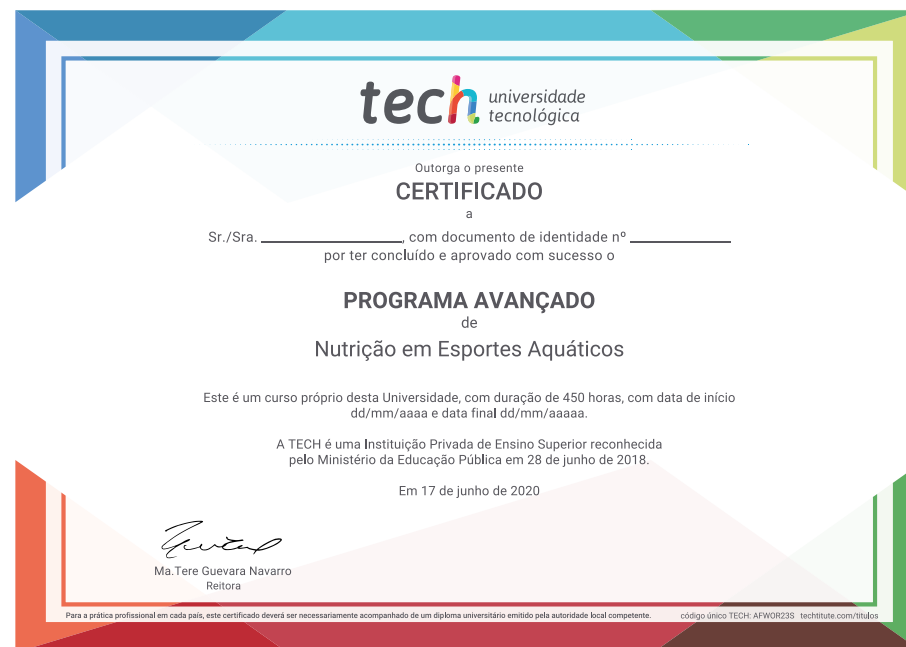 tech universidade
tecnológica
Outorga o presente
CERTIFICADO
a
Sr./Sra. ____________________, com documento de identidade nº ______________
por ter concluído e aprovado com sucesso o
PROGRAMA AVANÇADO
de
Nutrição em Esportes Aquáticos
Este é um curso próprio desta Universidade, com duração de 450 horas, com data de início
dd/mm/aaaa e data final dd/mm/aaaaa.
A TECH é uma Instituição Privada de Ensino Superior reconhecida
pelo Ministério da Educação Pública em 28 de junho de 2018.
Em 17 de junho de 2020
Ma.Tere Guevara Navarro
Reitora
Para a prática profissional em cada país, este certificado deverá ser necessariamente acompanhado de um diploma universitário emitido pela autoridade local competente. código único TECH: AFWOR23S techtitute.com/titulos